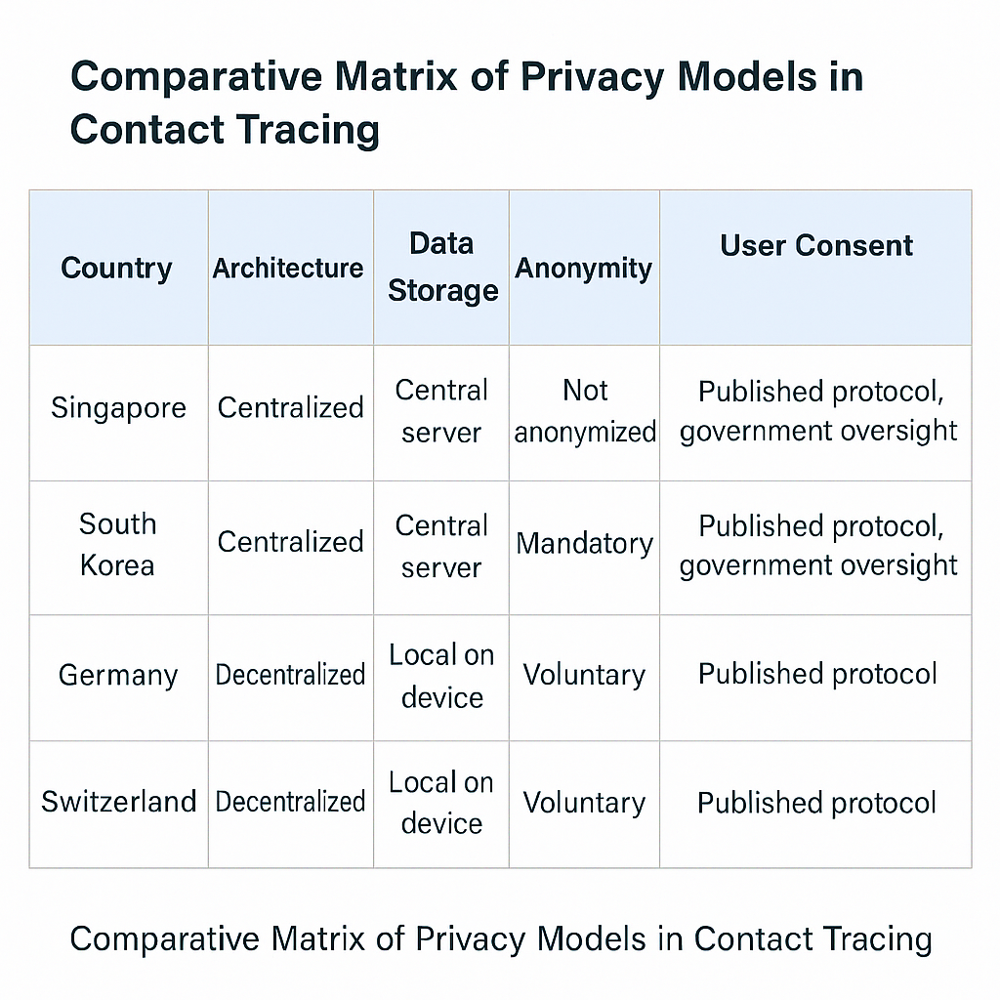 Comparative Matrix of Privacy Models in
Contact Tracing
Country
Architecture
Data
Storage
Anonymity
User Consent
Singapore
Centralized
Central
server
Not
anonymized
Published protocol,
government oversight
South
Korea
Centralized
Central
server
Mandatory
Published protocol,
government oversight
Germany
Decentralized
Local on
device
Voluntary
Published protocol
Switzerland
Decentralized
Local on
device
Voluntary
Published protocol
Comparative Matrix of Privacy Models in Contact Tracing